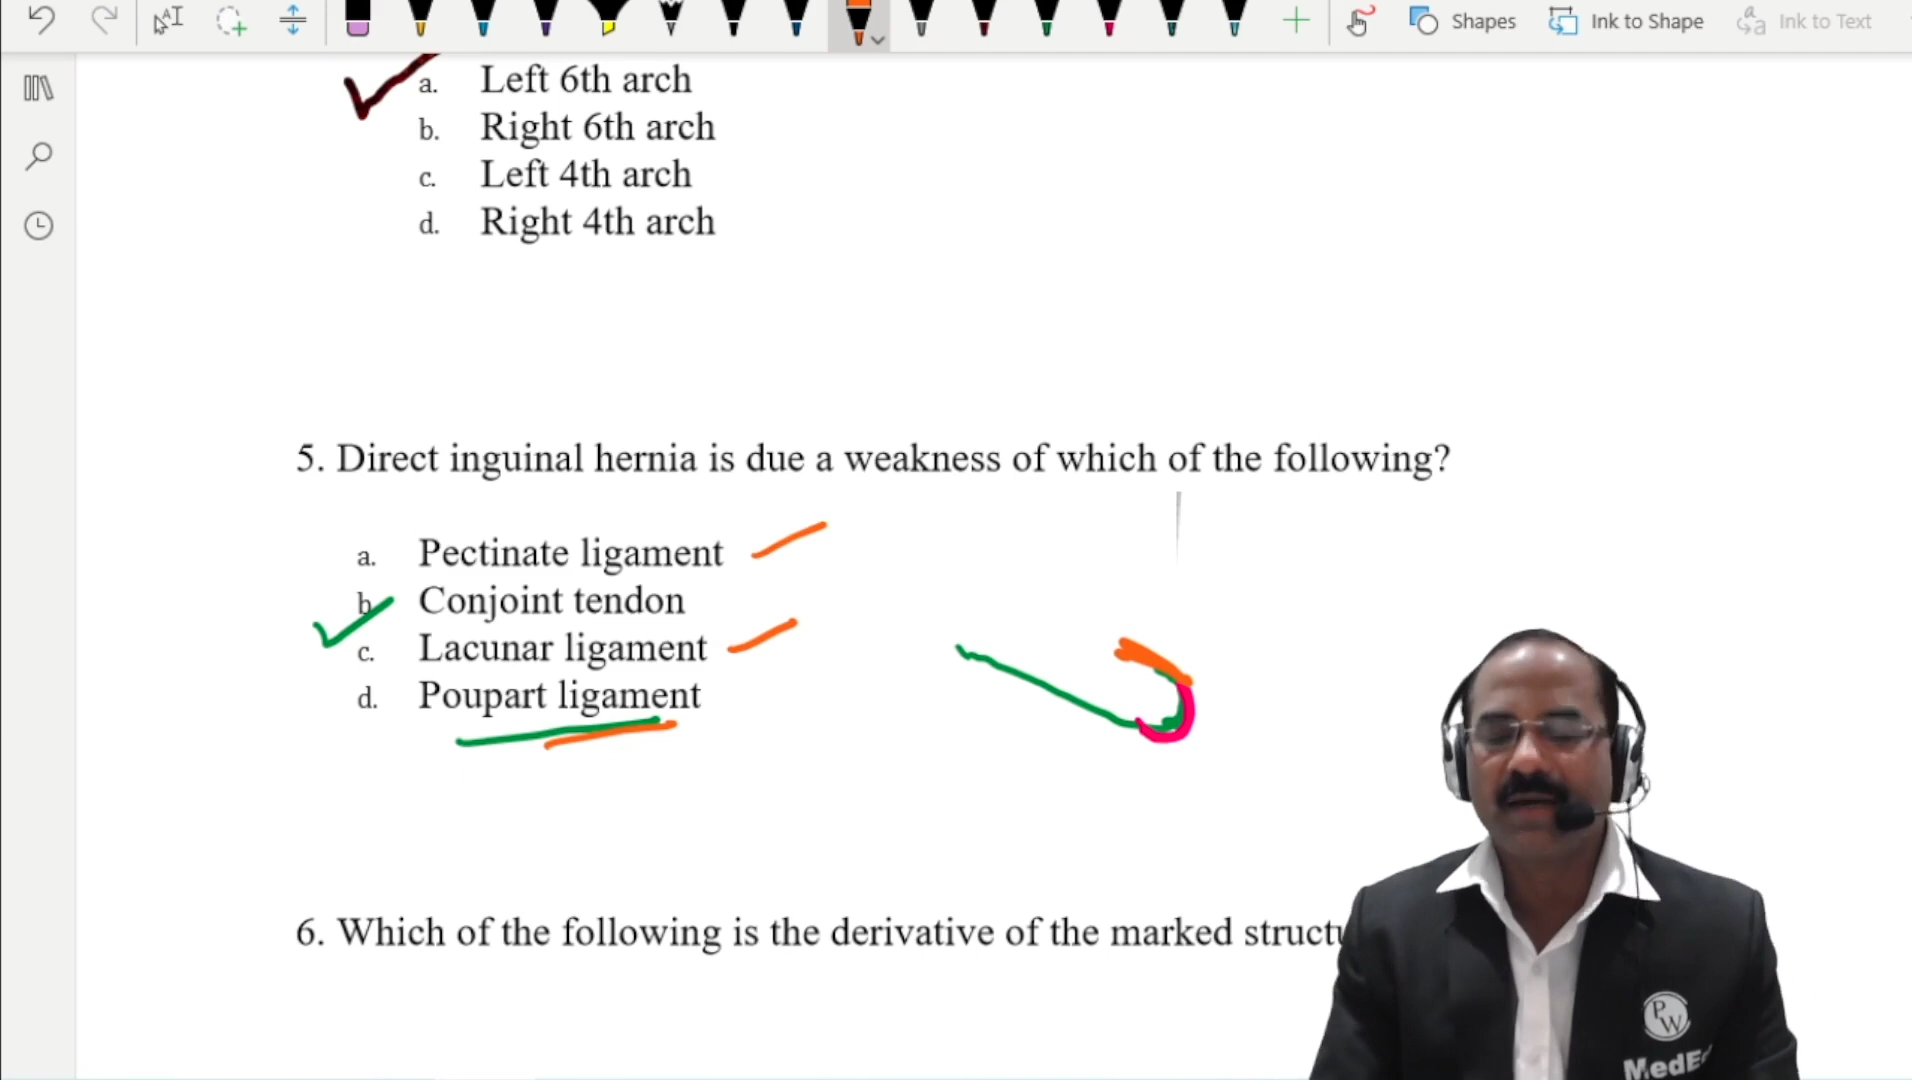 Shapes
Ink to Shape
Ink to Text
a. Left 6th arch
b. Right 6th arch
c. Left 4th arch
d. Right 4th arch
5. Direct inguinal hernia is due a weakness of which of the following?
a. Pectinate ligament
b. Conjoint tendon
c. Lacunar ligament
d. Poupart ligament
6. Which of the following is the derivative of the marked
PW